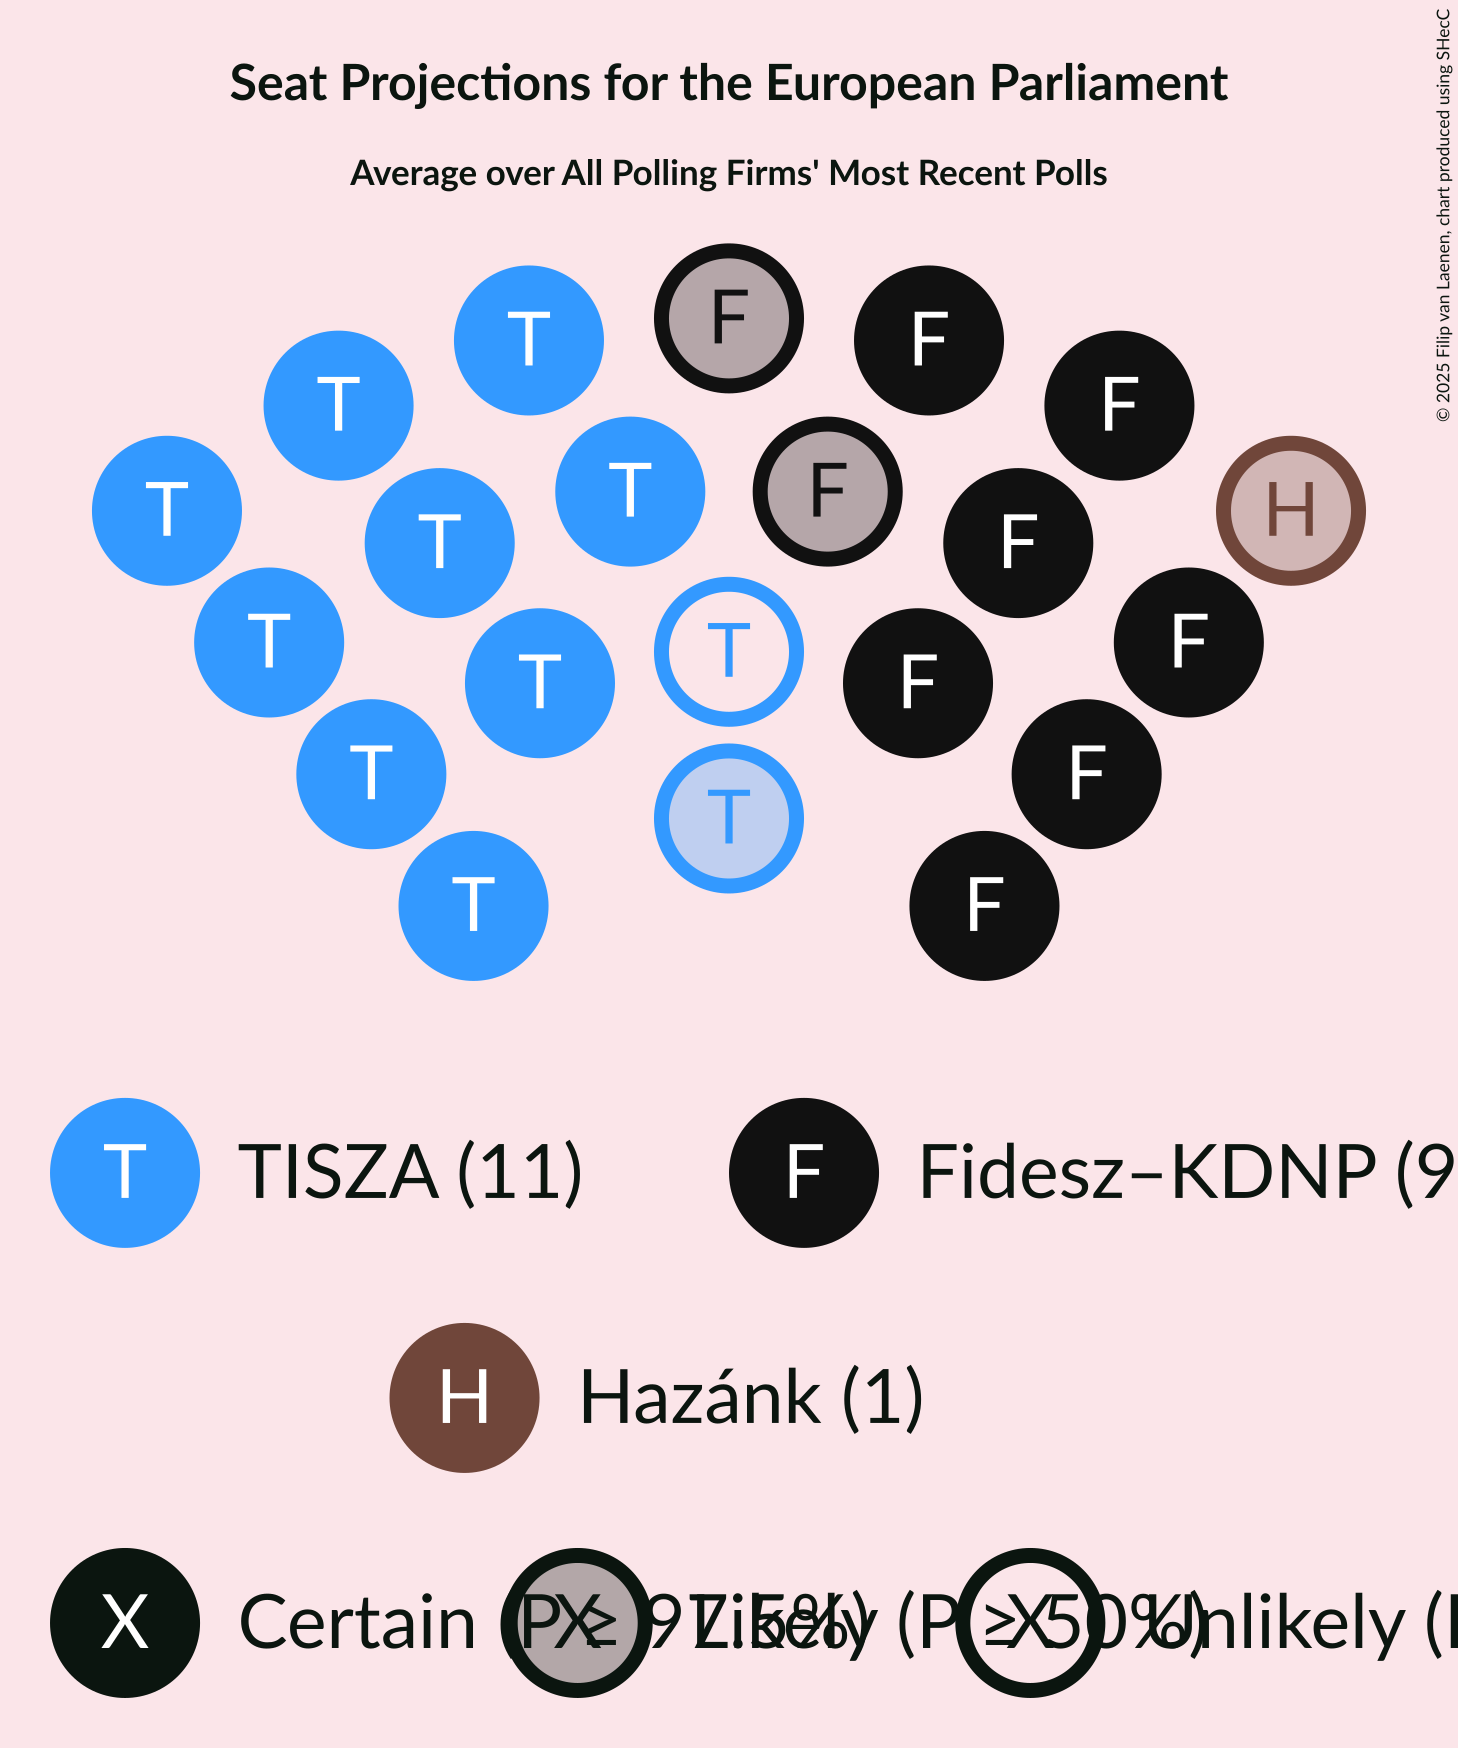 Seat Projections for the European Parliament
Average over All Polling Firms' Most Recent Polls
© 2025 Filip van Laenen, chart produced using SHecC
F
T F
T F
T F
T H
T F
T F
T
T F
T F
T
T F
T F
T TISZA (11) F Fidesz–KDNP (9
H Hazánk (1)
X Certain (P ≥ 97.5%) X Likely (P ≥ 50%) X Unlikely (